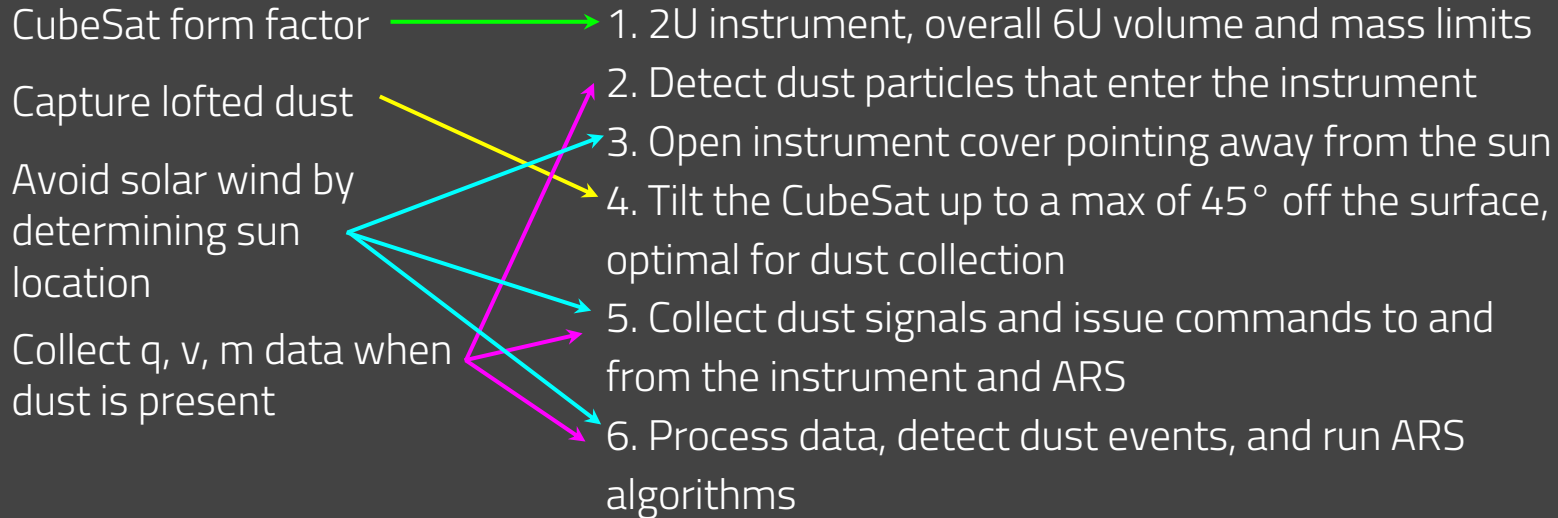 CubeSat form factor
Capture lofted dust
Avoid solar wind by
determining sun
location
Collect q, v, m data when
dust is present
1. 2U instrument, overall 6U volume and mass limits
2. Detect dust particles that enter the instrument
3. Open instrument cover pointing away from the sun
4. Tilt the CubeSat up to a max of 45° off the surface,
optimal for dust collection
5. Collect dust signals and issue commands to and
from the instrument and ARS
6. Process data, detect dust events, and run ARS
algorithms